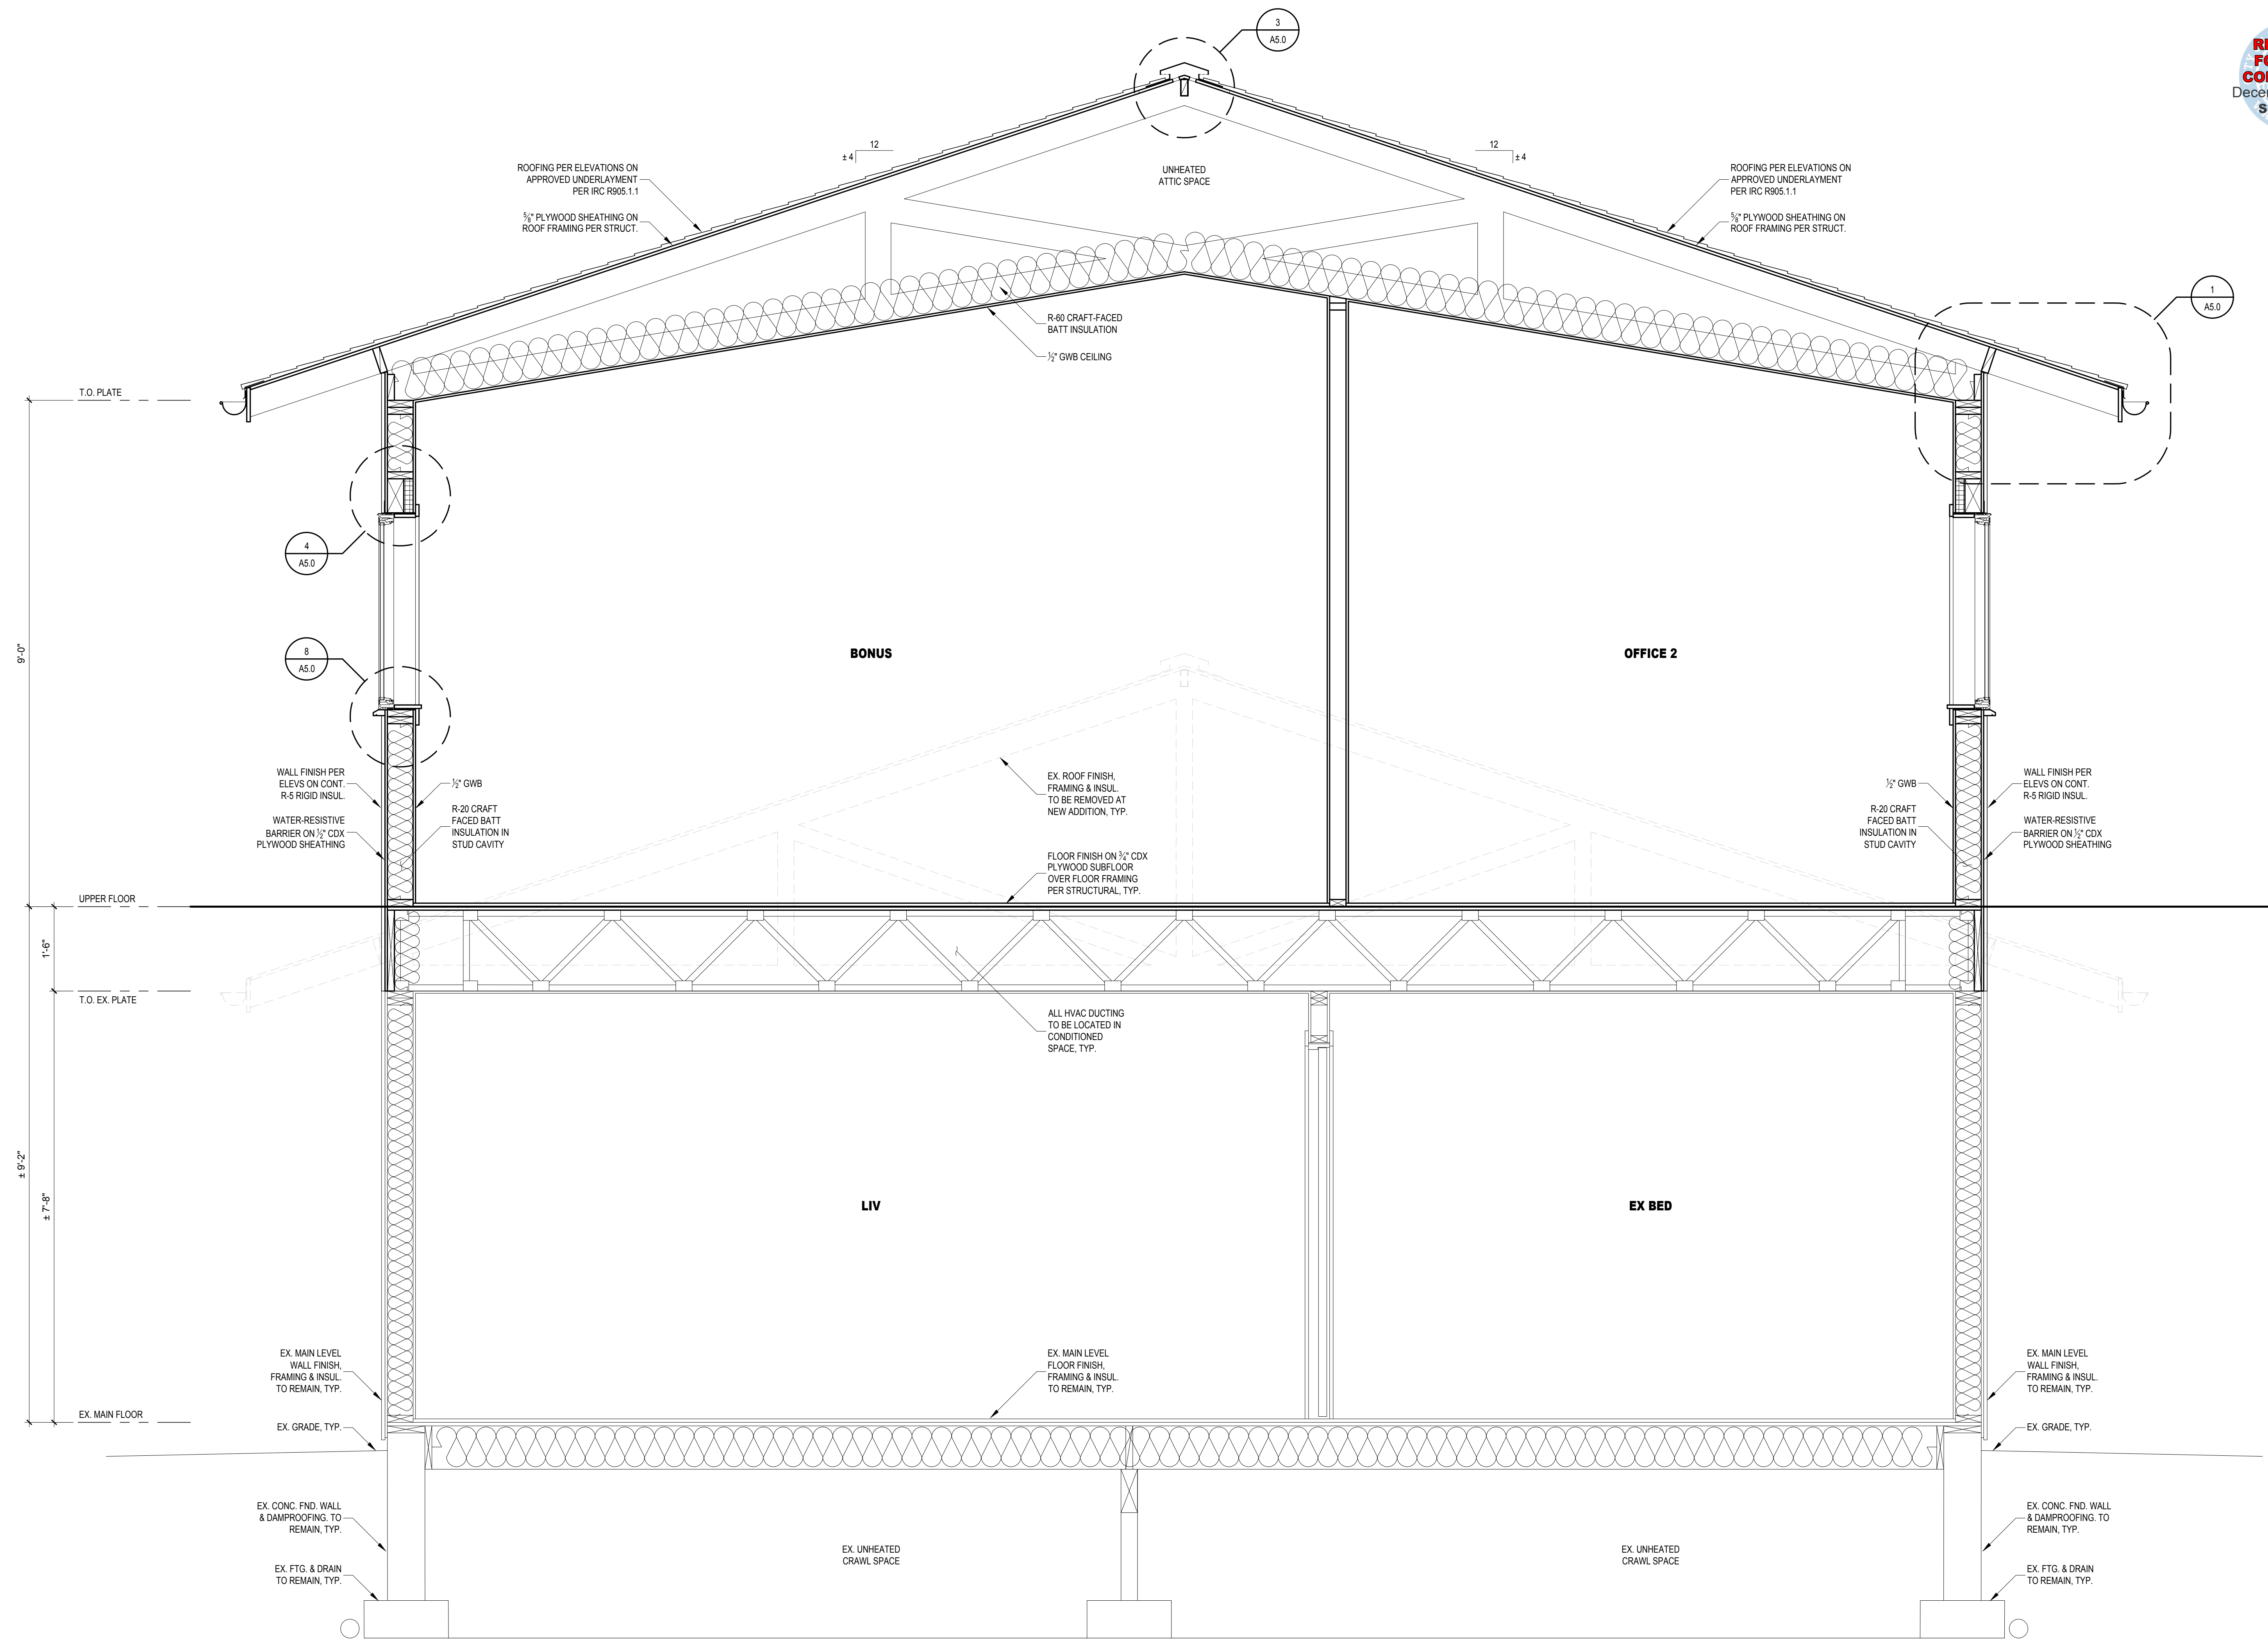 3
A5.0
12
± 4
12
± 4
UNHEATED
ATTIC SPACE
ROOFING PER ELEVATIONS ON
APPROVED UNDERLAYMENT
PER IRC R905.1.1
⅝" PLYWOOD SHEATHING ON
ROOF FRAMING PER STRUCT.
ROOFING PER ELEVATIONS ON
APPROVED UNDERLAYMENT
PER IRC R905.1.1
⅝" PLYWOOD SHEATHING ON
ROOF FRAMING PER STRUCT.
1
A5.0
R-60 CRAFT-FACED
BATT INSULATION
½" GWB CEILING
T.O. PLATE
4
A5.0
9'-0"
8
A5.0
BONUS
OFFICE 2
WALL FINISH PER
ELEVS ON CONT.
R-5 RIGID INSUL.
WATER-RESISTIVE
BARRIER ON ½" CDX
PLYWOOD SHEATHING
½" GWB
R-20 CRAFT
FACED BATT
INSULATION IN
STUD CAVITY
EX. ROOF FINISH,
FRAMING & INSUL.
TO BE REMOVED AT
NEW ADDITION, TYP.
FLOOR FINISH ON ¾" CDX
PLYWOOD SUBFLOOR
OVER FLOOR FRAMING
PER STRUCTURAL, TYP.
½" GWB
R-20 CRAFT
FACED BATT
INSULATION IN
STUD CAVITY
WALL FINISH PER
ELEVS ON CONT.
R-5 RIGID INSUL.
WATER-RESISTIVE
BARRIER ON ½" CDX
PLYWOOD SHEATHING
UPPER FLOOR
1'-6"
T.O. EX. PLATE
ALL HVAC DUCTING
TO BE LOCATED IN
CONDITIONED
SPACE, TYP.
± 9'-2"
± 7'-8"
LIV
EX BED
EX. MAIN LEVEL
WALL FINISH,
FRAMING & INSUL.
TO REMAIN, TYP.
EX. MAIN LEVEL
FLOOR FINISH,
FRAMING & INSUL.
TO REMAIN, TYP.
EX. MAIN LEVEL
WALL FINISH,
FRAMING & INSUL.
TO REMAIN, TYP.
EX. MAIN FLOOR
EX. GRADE, TYP.
EX. GRADE, TYP.
EX. CONC. FND. WALL
& DAMPROOFING. TO
REMAIN, TYP.
EX. CONC. FND. WALL
& DAMPROOFING. TO
REMAIN, TYP.
EX. UNHEATED
CRAWL SPACE
EX. UNHEATED
CRAWL SPACE
EX. FTG. & DRAIN
TO REMAIN, TYP.
EX. FTG. & DRAIN
TO REMAIN, TYP.